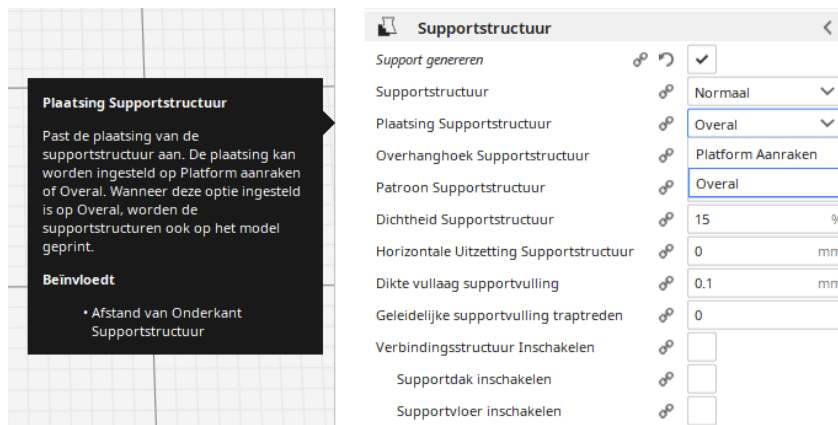 Plaatsing Supportstructuur
Past de plaatsing van de
supportstructuur aan. De plaatsing kan
worden ingesteld op Platform aanraken
of Overal. Wanneer deze optie ingesteld
is op Overal, worden de
supportstructuren ook op het model
geprint.
Beïnvloedt
• Afstand van Onderkant
Supportstructuur
Supportstructuur
Support genereren
Supportstructuur Normaal
Plaatsing Supportstructuur Overal
Overhanghoek Supportstructuur Platform Aanraken
Patroon Supportstructuur Overal
Dichtheid Supportstructuur 15 %
Horizontale Uitzetting Supportstructuur 0 mm
Dikte vullaag supportvulling 0.1 mm
Geleidelijke supportvulling traptreden 0
Verbindingsstructuur Inschakelen
Supportdak inschakelen
Supportvloer inschakelen